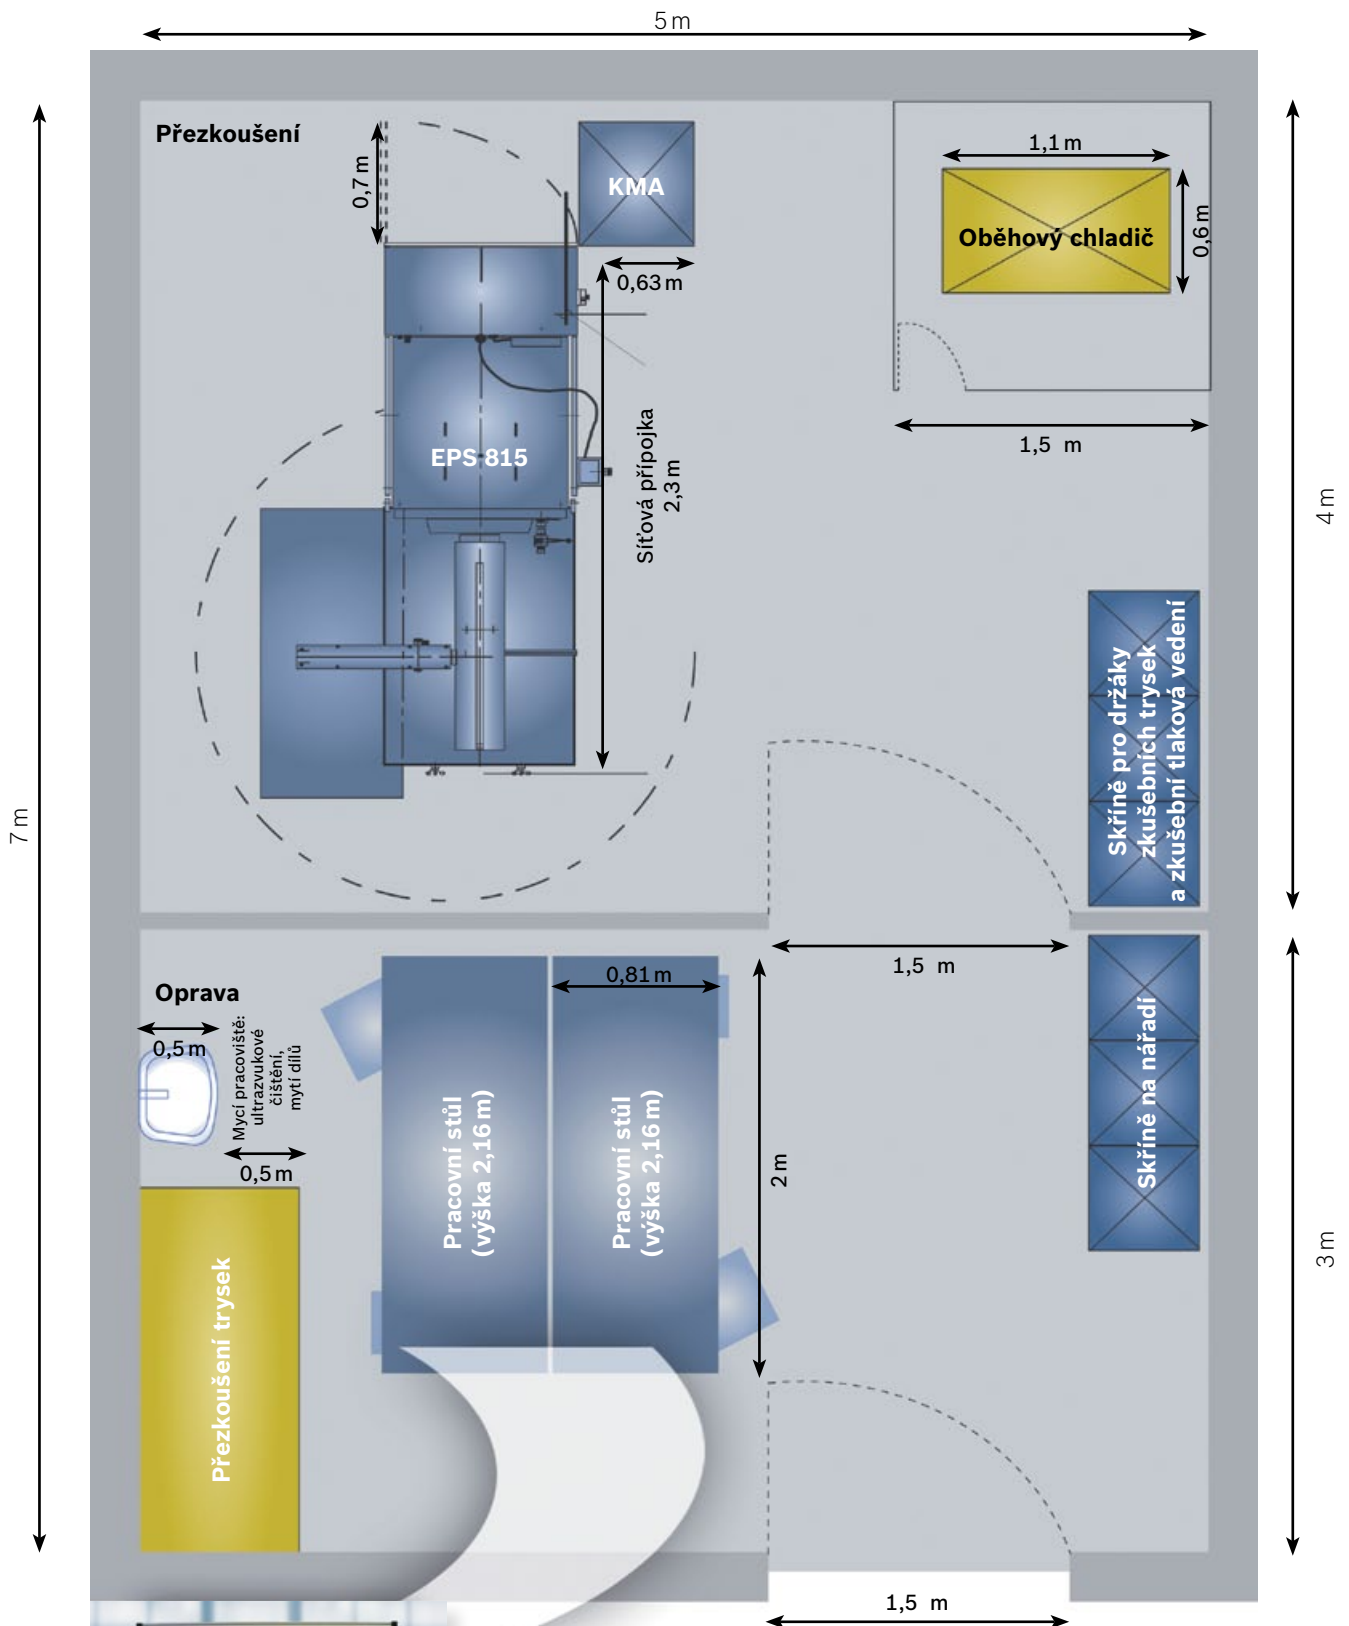 5 m
Přezkoušení
0,7 m
KMA
0,63 m
1,1 m
Oběhový chladič
0,6 m
1,5 m
EPS 815
Síťová přípojka
2,3 m
4 m
7 m
Skříně pro držáky
zkušebních trysek
a zkušební tlaková vedení
1,5 m
Oprava
0,5 m
Mycí pracoviště:
ultrazvukové
čištění,
mytí dílů
0,5 m
0,81 m
Pracovní stůl
(výška 2,16 m)
Pracovní stůl
(výška 2,16 m)
2 m
Skříně na nářadí
3 m
Přezkoušení trysek
1,5 m